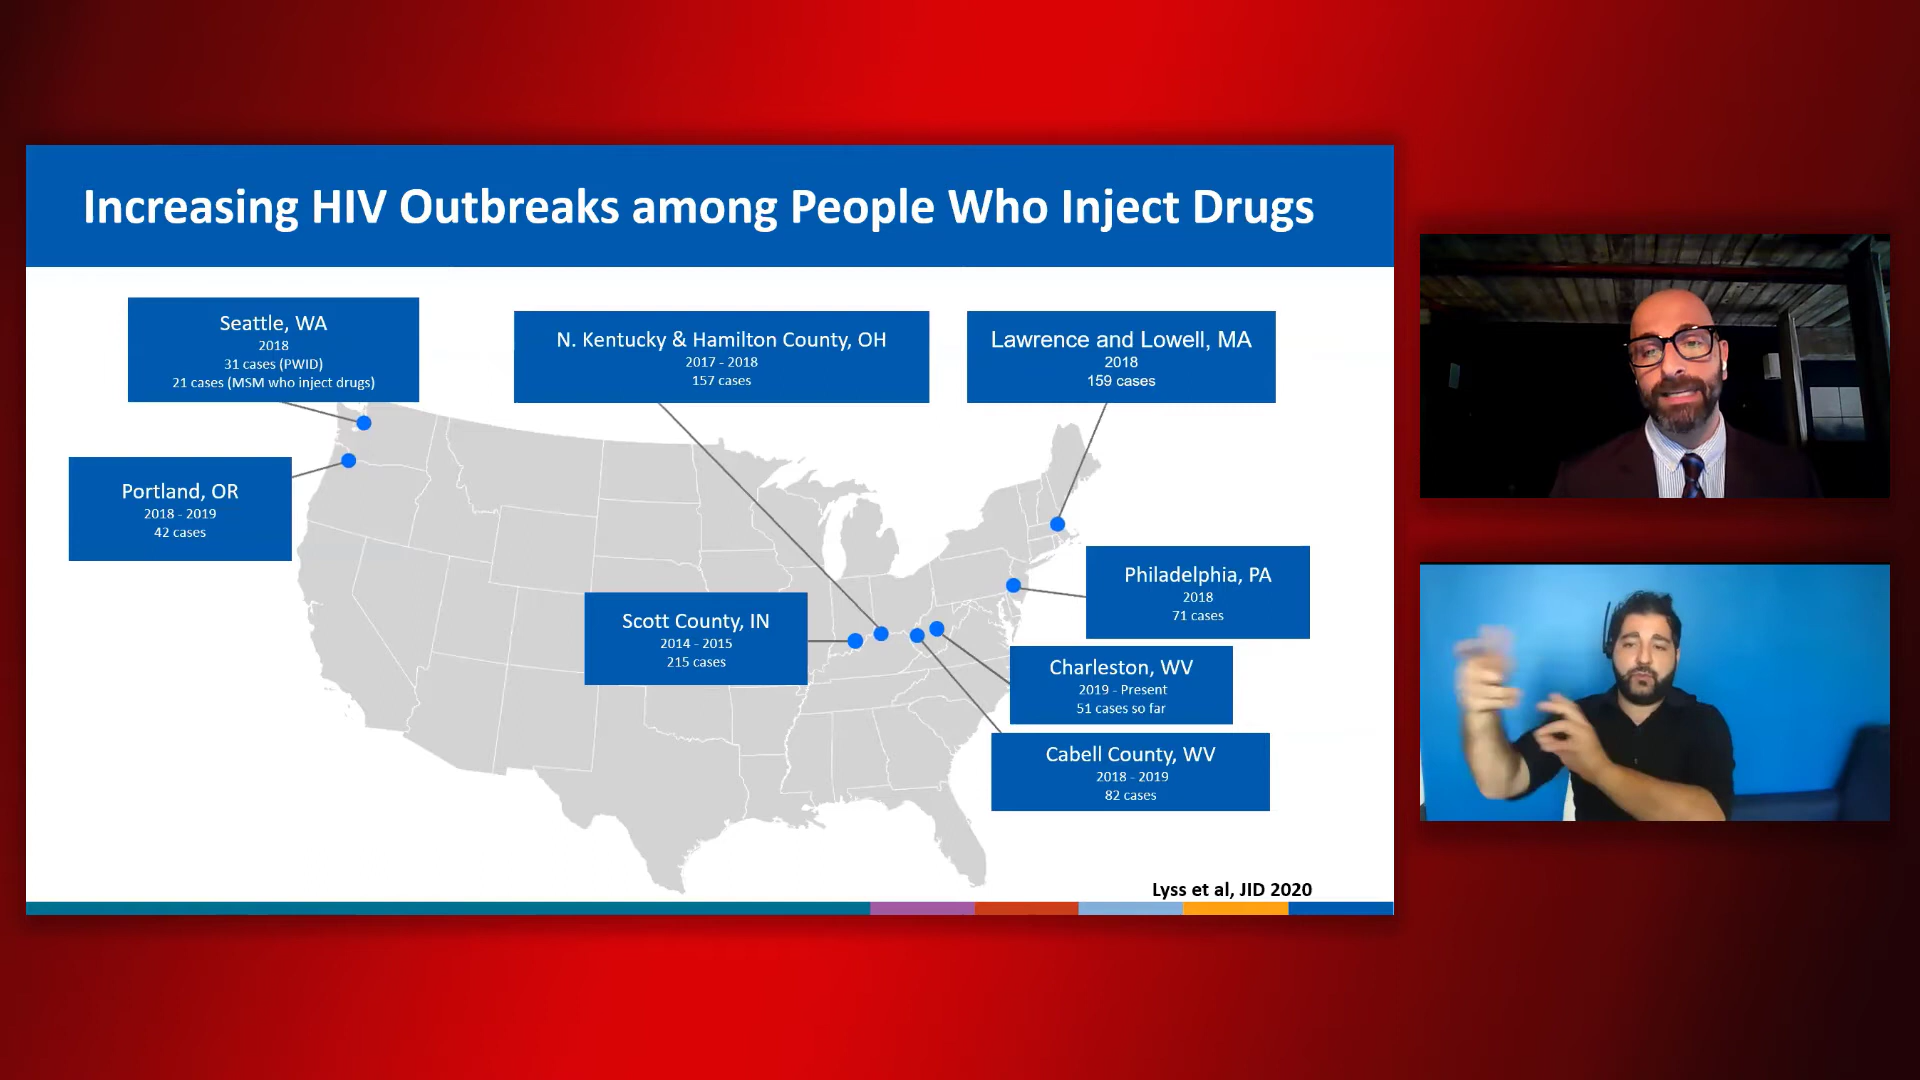 Increasing HIV Outbreaks among People Who Inject Drugs
Seattle, WA
2018
31 cases (PWID)
21 cases (MSM who inject drugs)
N. Kentucky & Hamilton County, OH
2017 - 2018
157 cases
Lawrence and Lowell, MA
2018
159 cases
Portland, OR
2018 - 2019
42 cases
Philadelphia, PA
2018
71 cases
Scott County, IN
2014 - 2015
215 cases
Charleston, WV
2019 - Present
51 cases so far
Cabell County, WV
2018 - 2019
82 cases
Lyss et al, JID 2020